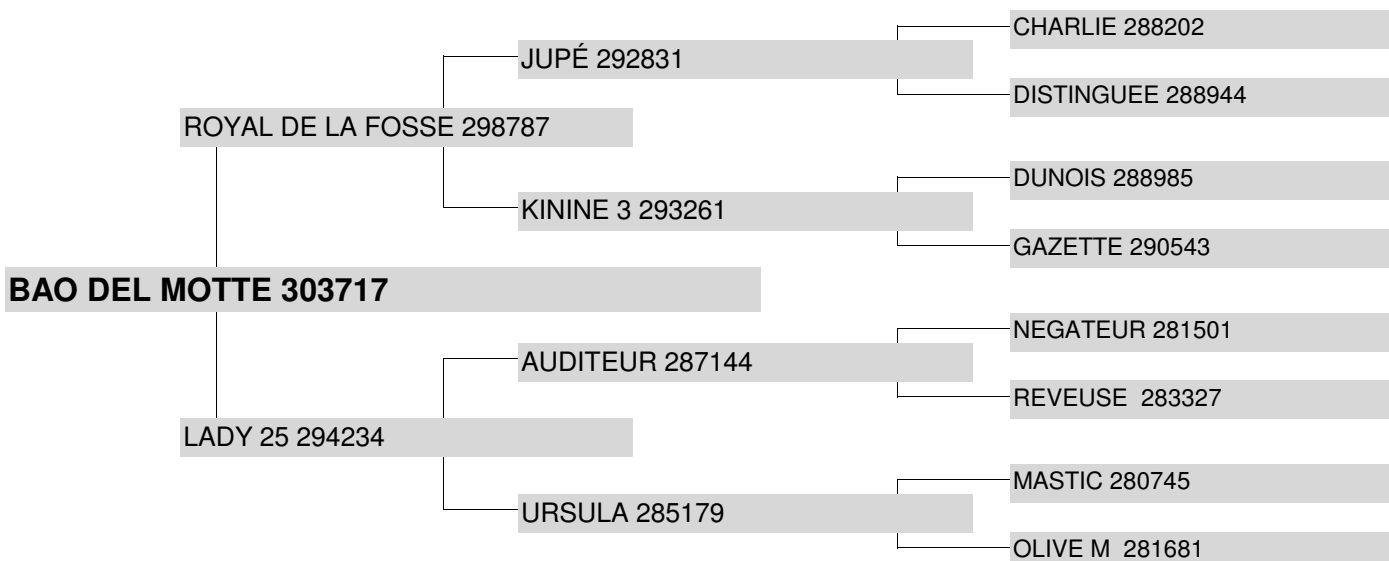 CHARLIE 288202
JUPÉ 292831
DISTINGUEE 288944
ROYAL DE LA FOSSE 298787
DUNOIS 288985
KININE 3 293261
GAZETTE 290543
BAO DEL MOTTE 303717
NEGATEUR 281501
AUDITEUR 287144
REVEUSE  283327
LADY 25 294234
MASTIC 280745
URSULA 285179
OLIVE M  281681